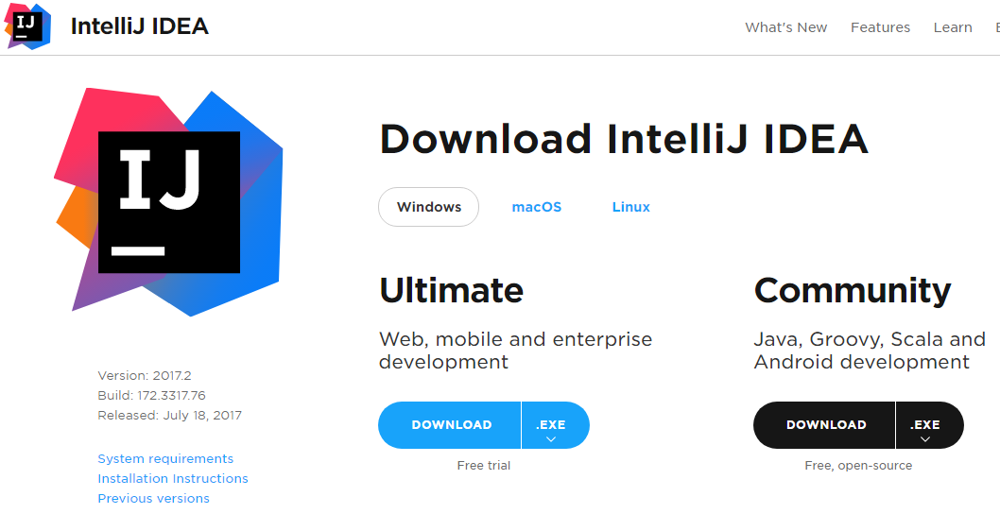 IJ
IntelliJ IDEA
What's New Features Learn
Download IntelliJ IDEA
IJ
Windows macOS Linux
Ultimate
Web, mobile and enterprise
development
DOWNLOAD .EXE
Free trial
Community
Java, Groovy, Scala and
Android development
DOWNLOAD .EXE
Free, open-source
Version: 2017.2
Build: 172.3317.76
Released: July 18, 2017
System requirements
Installation Instructions
Previous versions